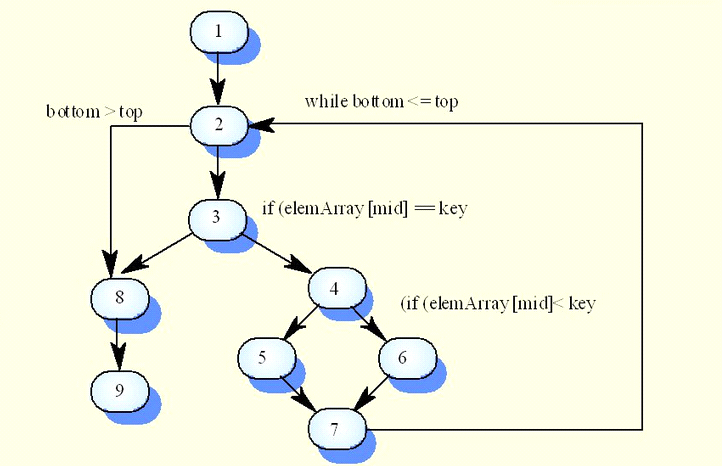 1
while bottom <= top
bottom > top
2
3
if (elemArray [mid] == key
4
8
(if (elemArray [mid]< key
5
6
9
7